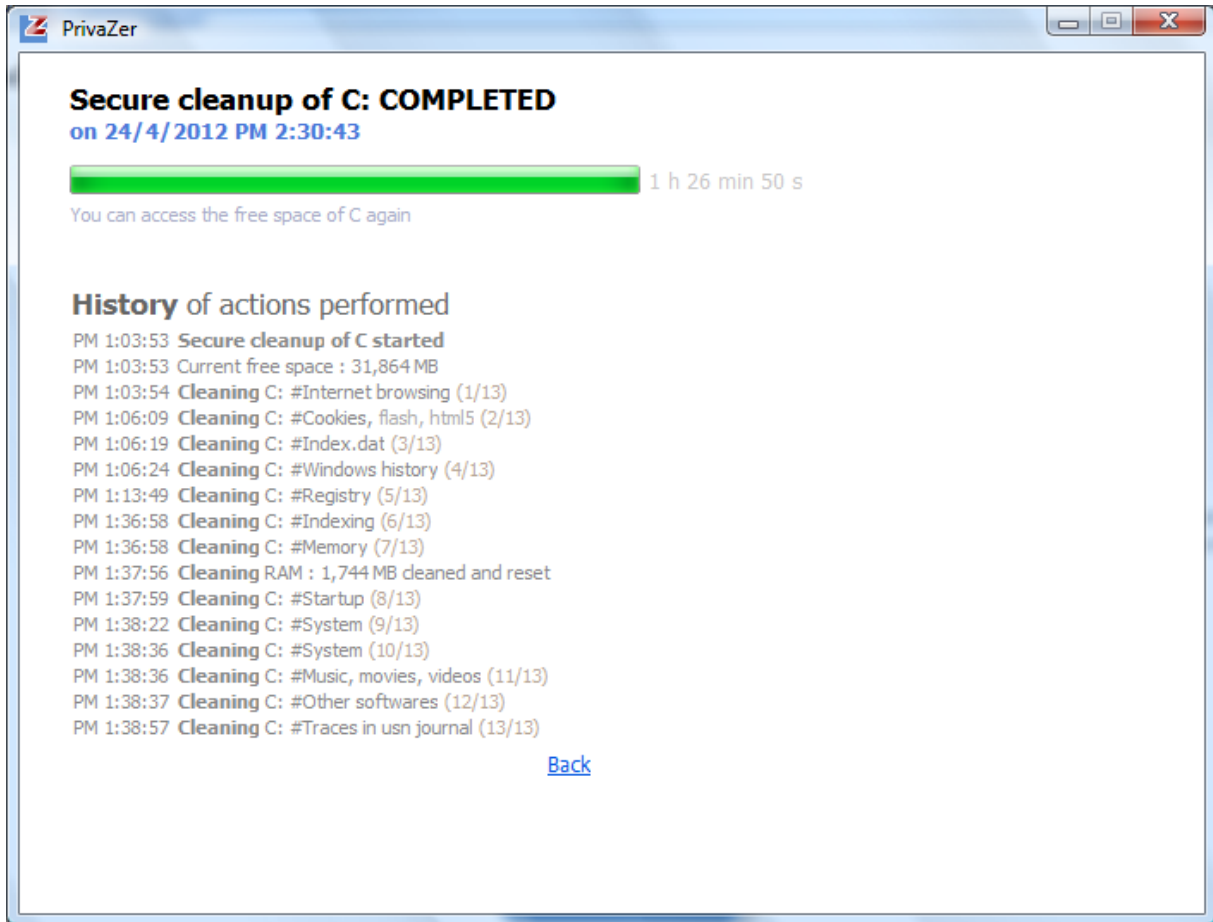 PrivaZer
Secure cleanup of C: COMPLETED
on 24/4/2012 PM 2:30:43
1 h 26 min 50 s
You can access the free space of C again
History of actions performed
PM 1:03:53 Secure cleanup of C started
PM 1:03:53 Current free space : 31,864 MB
PM 1:03:54 Cleaning C: #Internet browsing (1/13)
PM 1:06:09 Cleaning C: #Cookies, flash, html5 (2/13)
PM 1:06:19 Cleaning C: #Index.dat (3/13)
PM 1:06:24 Cleaning C: #Windows history (4/13)
PM 1:13:49 Cleaning C: #Registry (5/13)
PM 1:36:58 Cleaning C: #Indexing (6/13)
PM 1:36:58 Cleaning C: #Memory (7/13)
PM 1:37:56 Cleaning RAM : 1,744 MB cleaned and reset
PM 1:37:59 Cleaning C: #Startup (8/13)
PM 1:38:22 Cleaning C: #System (9/13)
PM 1:38:36 Cleaning C: #System (10/13)
PM 1:38:36 Cleaning C: #Music, movies, videos (11/13)
PM 1:38:37 Cleaning C: #Other softwares (12/13)
PM 1:38:57 Cleaning C: #Traces in usn journal (13/13)
Back